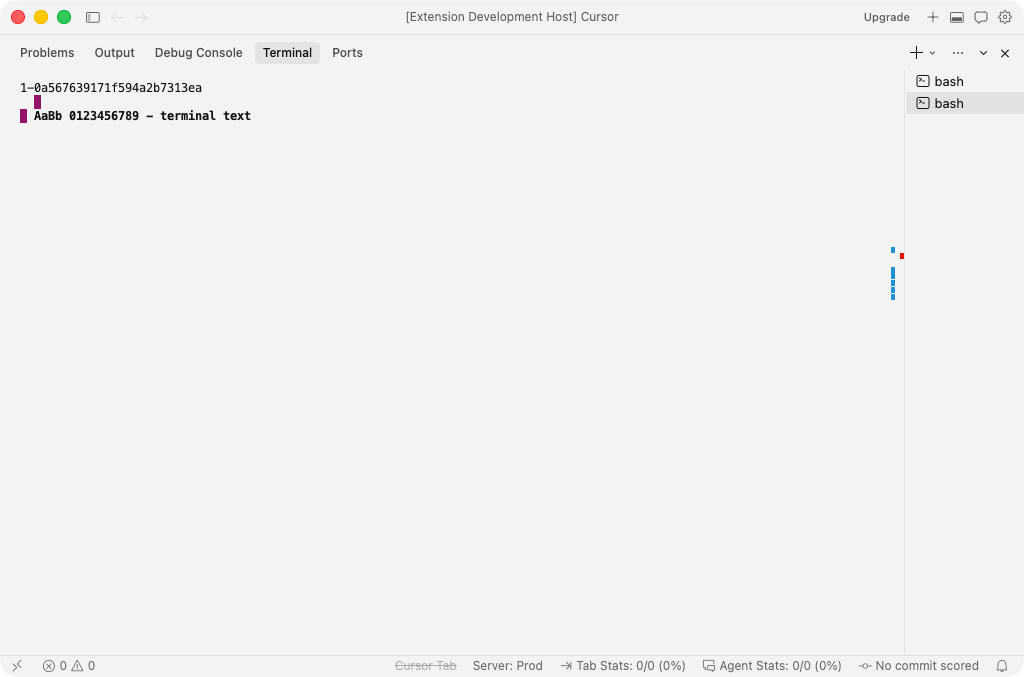 [Extension Development Host] Cursor
Upgrade
Problems Output Debug Console Terminal Ports
1-0a567639171f594a2b7313ea
AaBb 0123456789 - terminal text
bash
bash
0 0 Cursor Tab Server: Prod Tab Stats: 0/0 (0%) Agent Stats: 0/0 (0%) No commit scored